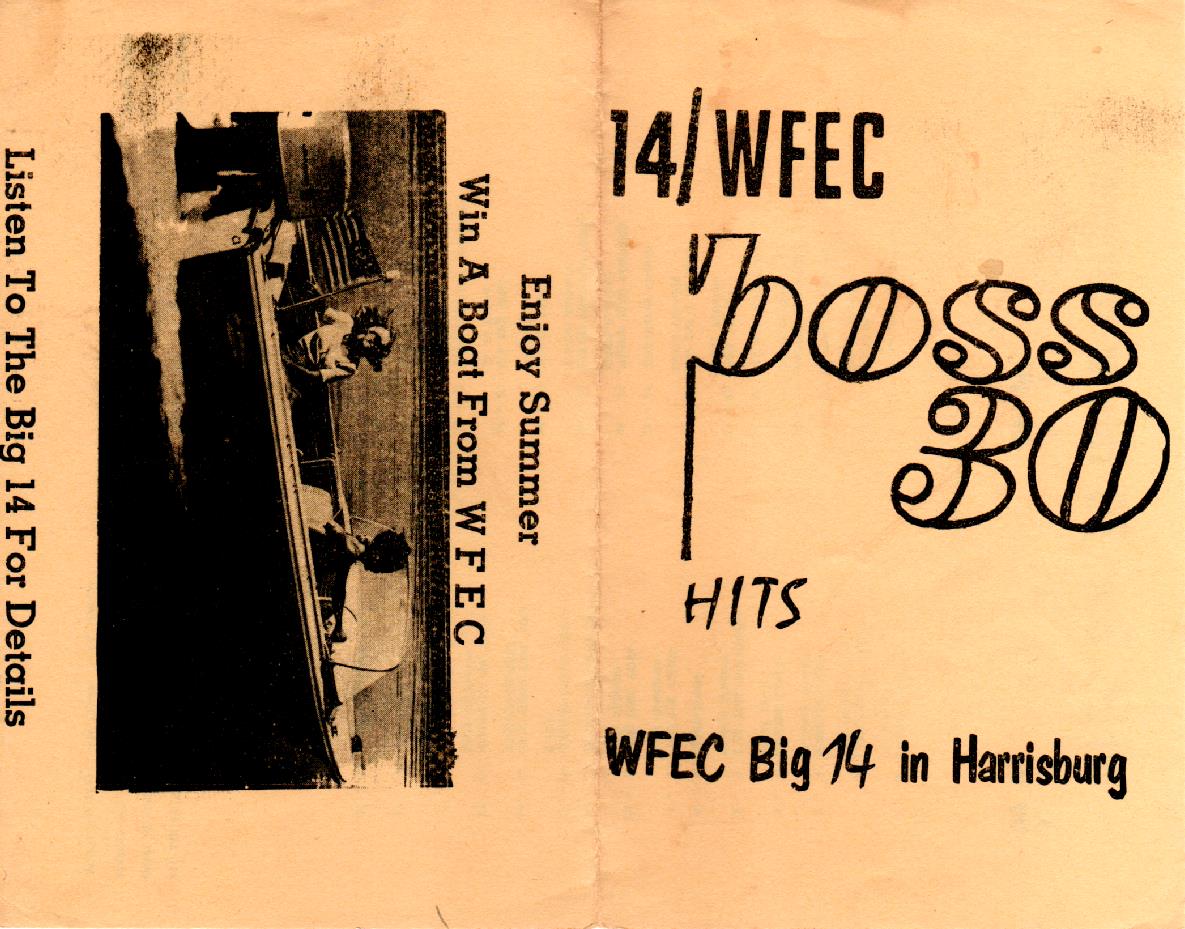 Enjoy Summer
Win A Boat From W F E C
Listen To The Big 14 For Details
14/WFEC
boss
30
HITS
WFEC Big 14 in Harrisburg